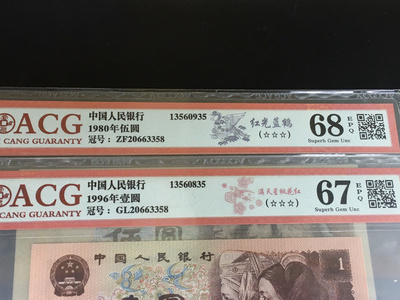 ACG
CANG GUARANTY
中国人民银行 13560935
1980年伍圆
冠号： ZF20663358
红光蓝鹤
(☆☆☆)
68 EPQ
Superb Gem Unc
ACG
CANG GUARANTY
中国人民银行 13560835
1996年壹圆
冠号： GL20663358
满天星桃花红
(☆☆)
67 EPQ
Superb Gem Unc
中国人民银行
1